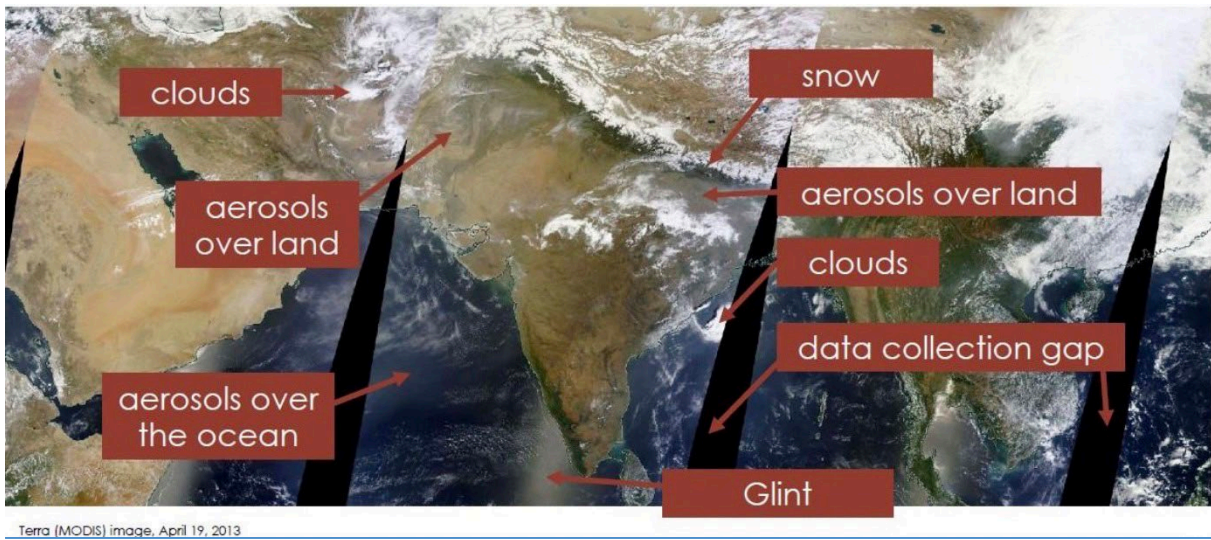 clouds
snow
aerosols
over land
aerosols over land
clouds
data collection gap
aerosols over
the ocean
Glint
Terra (MODIS) image, April 19, 2013